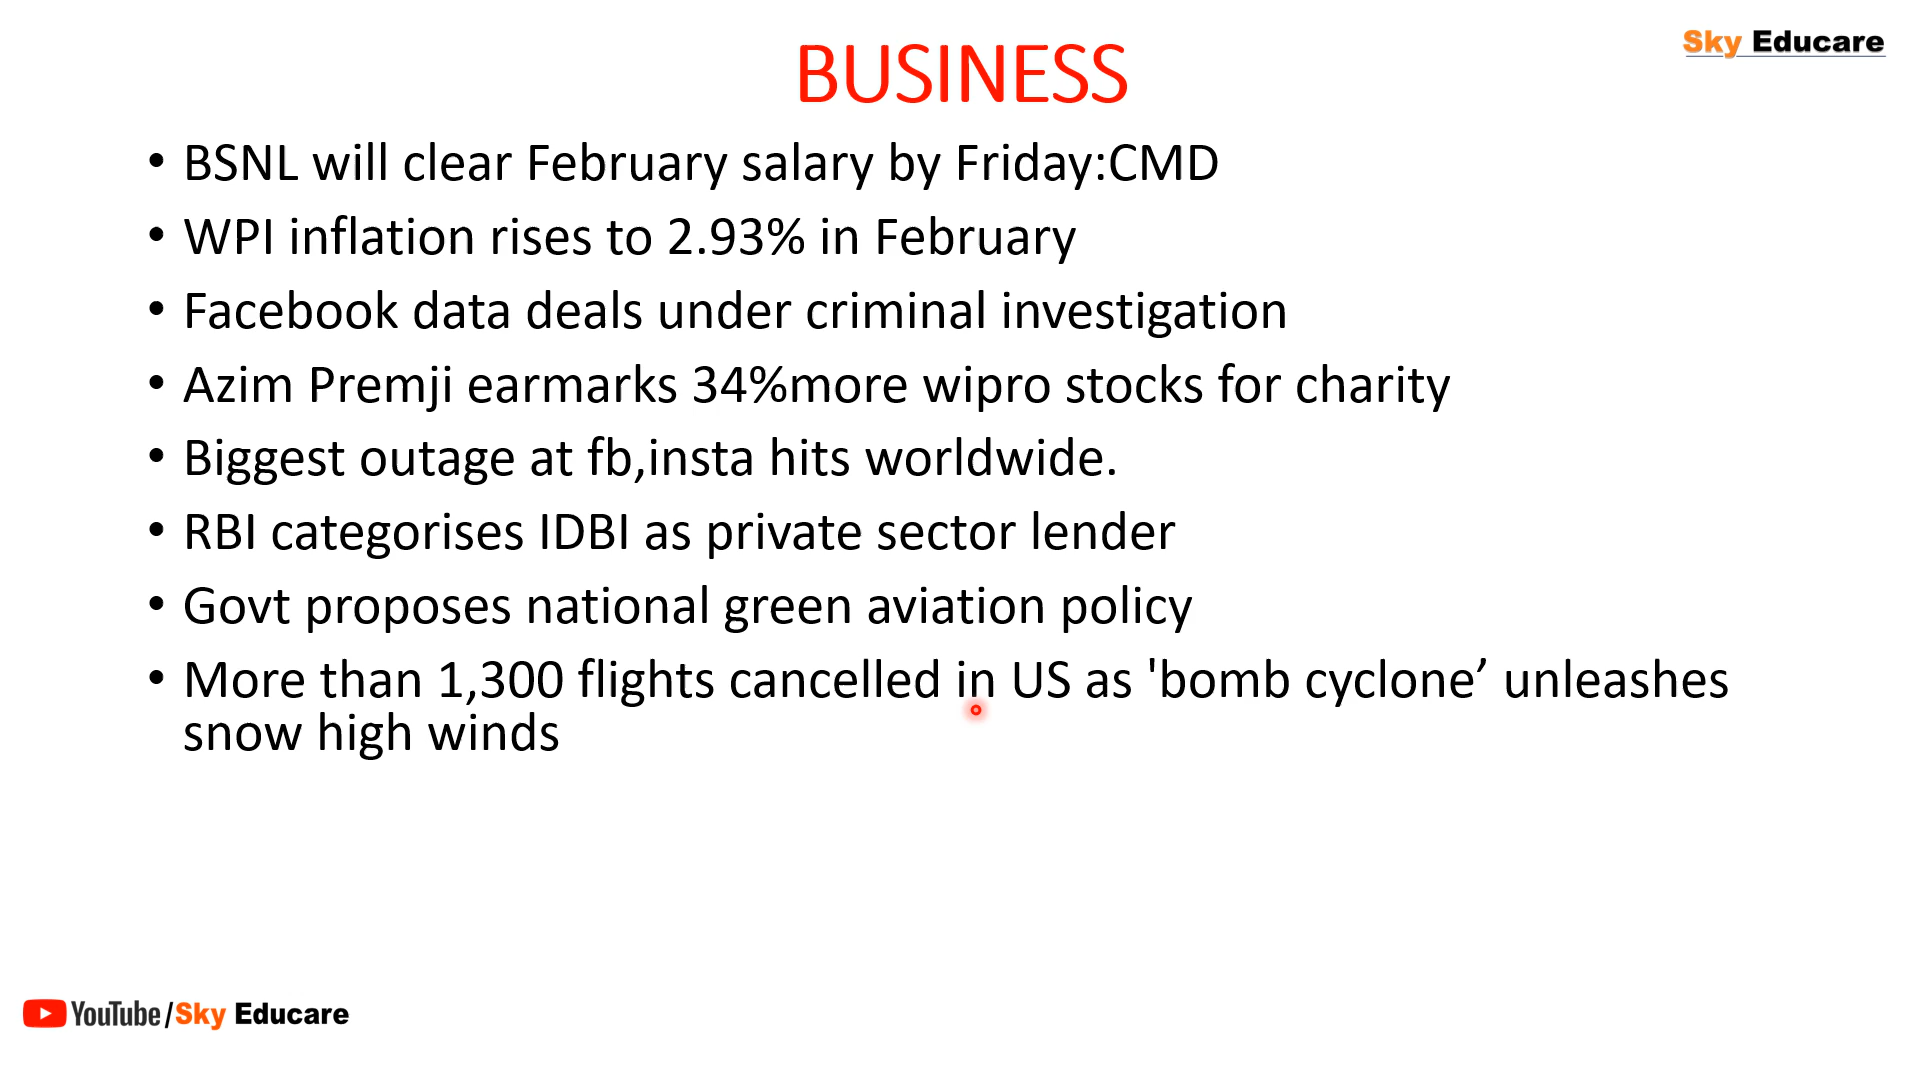 BUSINESS
Sky Educare
• BSNL will clear February salary by Friday:CMD
• WPI inflation rises to 2.93% in February
• Facebook data deals under criminal investigation
• Azim Premji earmarks 34%more wipro stocks for charity
• Biggest outage at fb,insta hits worldwide.
• RBI categorises IDBI as private sector lender
• Govt proposes national green aviation policy
• More than 1,300 flights cancelled in US as 'bomb cyclone’ unleashes
snow high winds
YouTube/Sky Educare